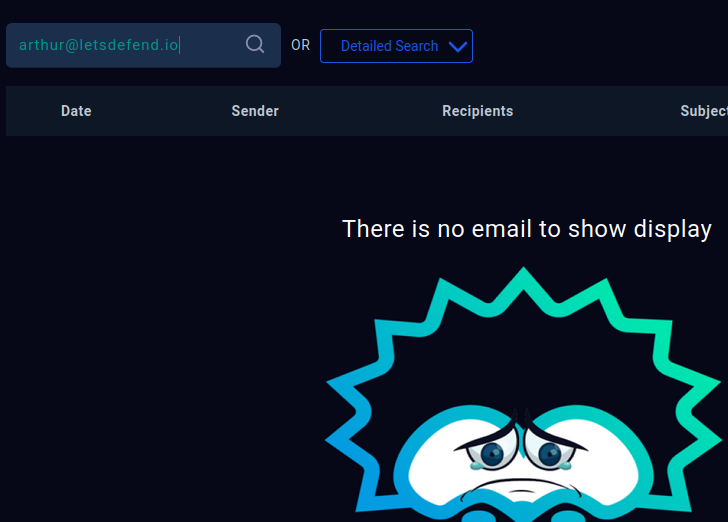 arthur@letsdefend.io
OR
Detailed Search
Date Sender Recipients Subject
There is no email to show display